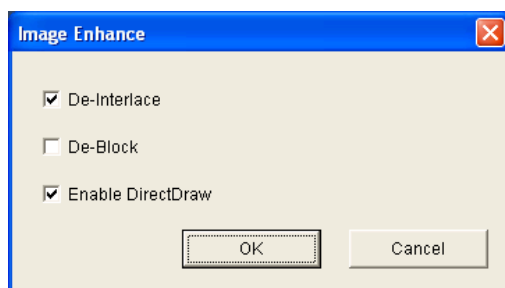 Image Enhance
De-Interlace
De-Block
Enable DirectDraw
OK
Cancel